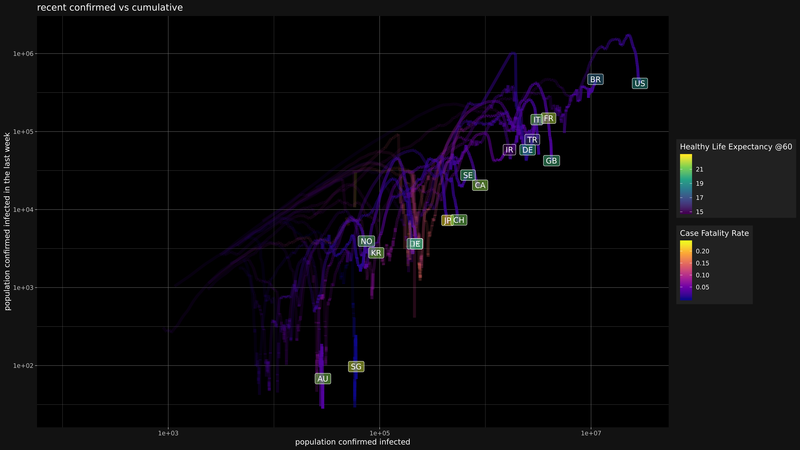 recent confirmed vs cumulative
population confirmed infected in the last week
1e+06
1e+05
1e+04
1e+03
1e+02
BR
US
IT
FR
TR
IR
DE
GB
SE
CA
JP
CH
NO
IE
KR
SG
AU
1e+03
1e+05
1e+07
population confirmed infected
Healthy Life Expectancy @60
21
19
17
15
Case Fatality Rate
0.20
0.15
0.10
0.05